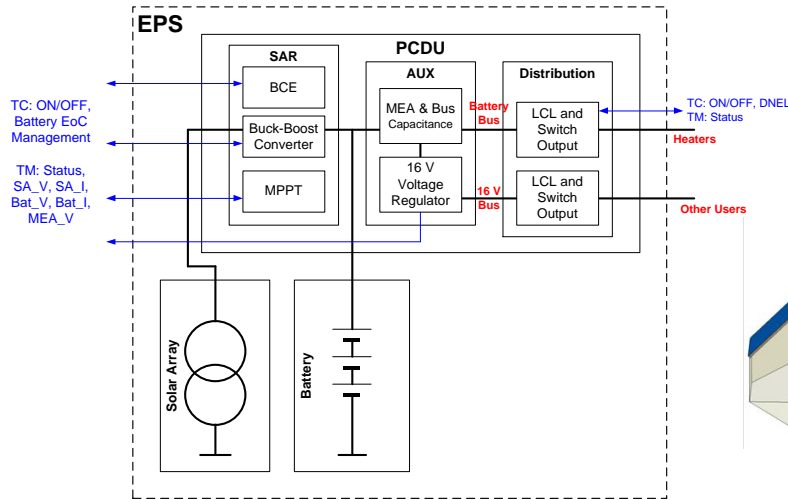 EPS
PCDU
SAR
BCE
Buck-Boost
Converter
MPPT
AUX
MEA & Bus
Capacitance
16 V
Voltage
Regulator
Battery
Bus
16 V
Bus
Distribution
LCL and
Switch
Output
LCL and
Switch
Output
TC: ON/OFF,
Battery EoC
Management
TM: Status,
SA_V, SA_I,
Bat_V, Bat_I,
MEA_V
TC: ON/OFF, DNEL
TM: Status
Heaters
Other Users
Solar Array
Battery